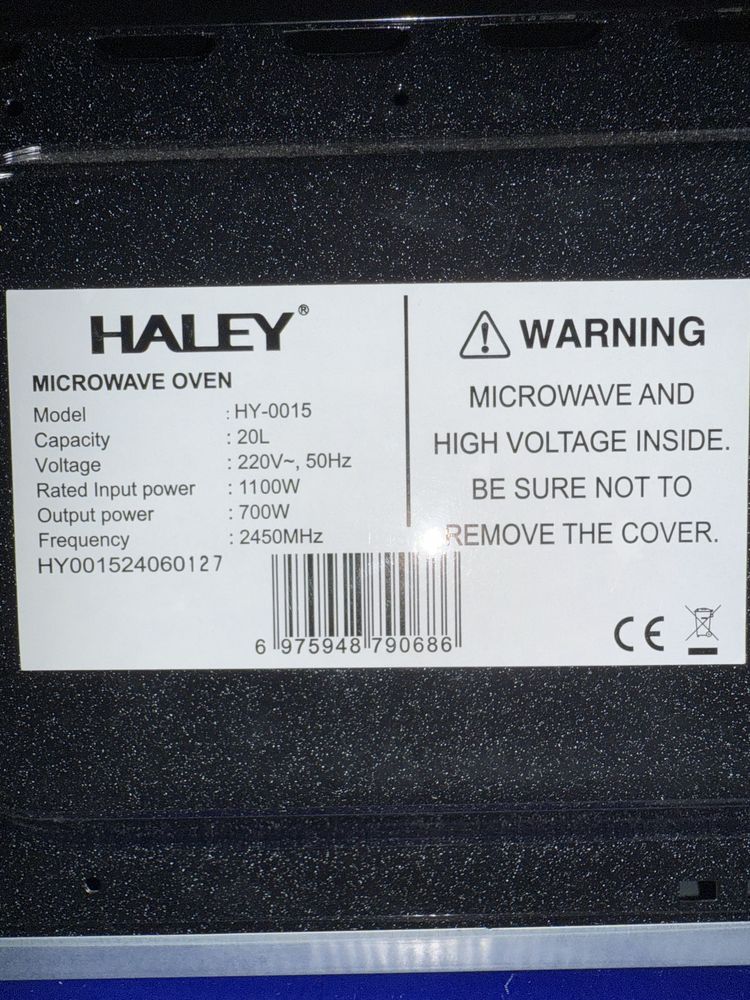 HALEY®
MICROWAVE OVEN
Model : HY-0015
Capacity : 20L
Voltage : 220V~, 50Hz
Rated Input power : 1100W
Output power : 700W
Frequency : 2450MHz
HY001524060127
6 975948 790686
WARNING
MICROWAVE AND
HIGH VOLTAGE INSIDE.
BE SURE NOT TO
REMOVE THE COVER.
CE